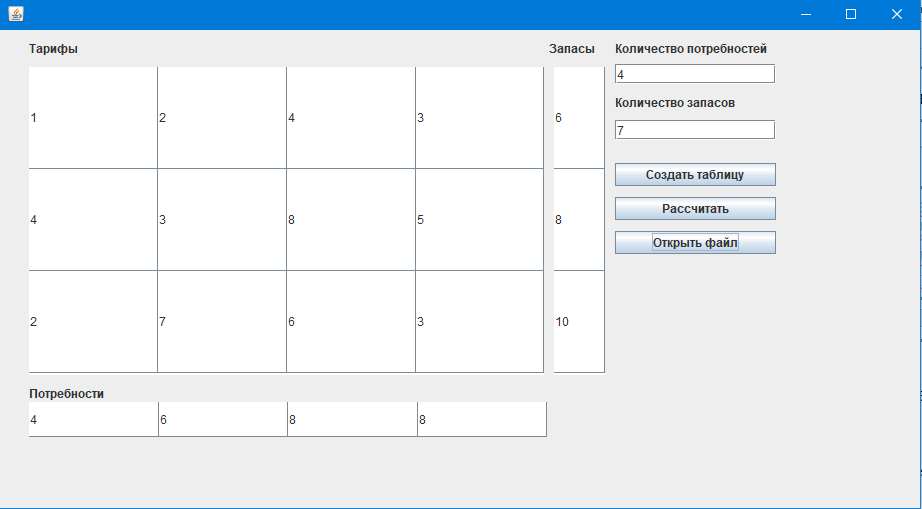 Тарифы Запасы Количество потребностей
4
Количество запасов
7
1 2 4 3 6
Создать таблицу
Рассчитать
4 3 8 5 8
Открыть файл
2 7 6 3 10
Потребности
4 6 8 8